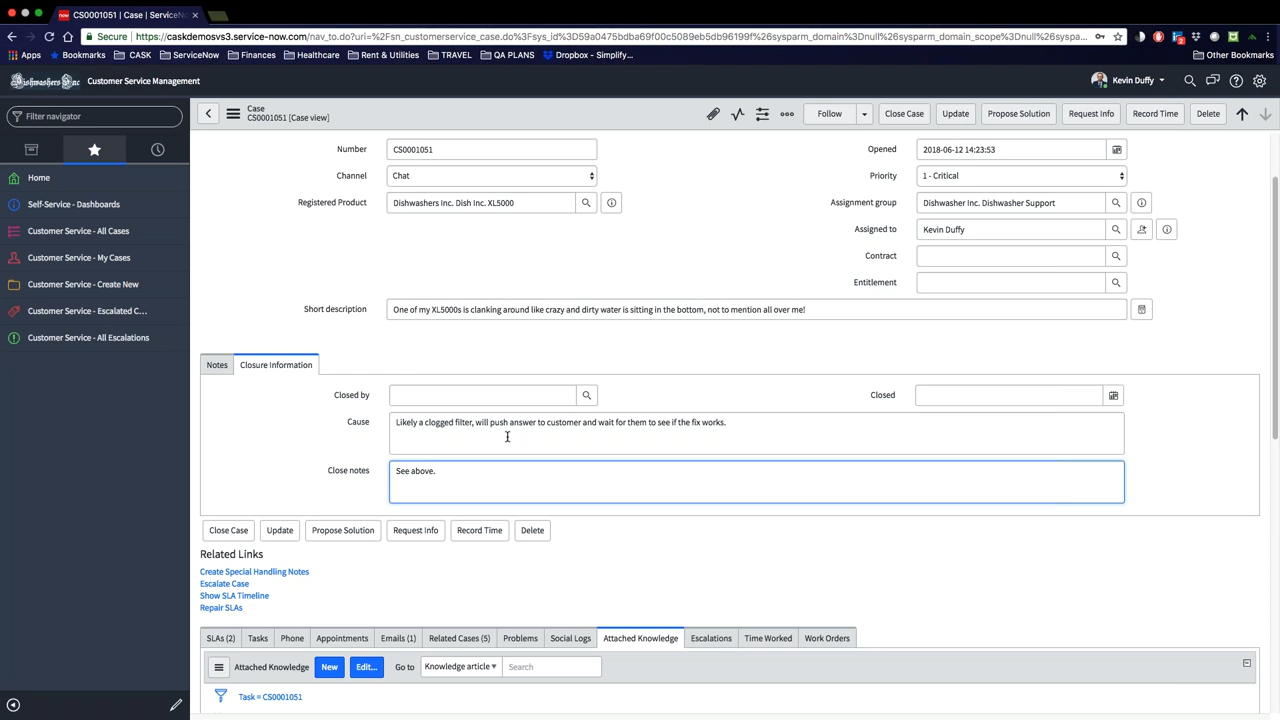 CS0001051 | Case | ServiceNo
Secure
https://caskdemosvs3.service-now.com/nav_to.do?uri=%2Fsn_customerservice_case.do%3Fsys_id%3D59a0475bdba69f00c5089eb5db96199f%26sysparm_domain%3Dnull%26sysparm_domain_scope%3Dnull%26syspa...
Apps Bookmarks CASK ServiceNow Finances Healthcare Rent & Utilities TRAVEL QA PLANS Dropbox - Simplify... Other Bookmarks
Dishwashers Inc. Customer Service Management Kevin Duffy
Filter navigator
Home
Self-Service - Dashboards
Customer Service - All Cases
Customer Service - My Cases
Customer Service - Create New
Customer Service - Escalated C...
Customer Service - All Escalations
Case
CS0001051 [Case view]
Follow Close Case Update Propose Solution Request Info Record Time Delete
Number CS0001051 Opened 2018-06-12 14:23:53
Channel Chat Priority 1 - Critical
Registered Product Dishwashers Inc. Dish Inc. XL5000 Assignment group Dishwasher Inc. Dishwasher Support
Assigned to Kevin Duffy
Contract
Entitlement
Short description One of my XL5000s is clanking around like crazy and dirty water is sitting in the bottom, not to mention all over me!
Notes Closure Information
Closed by Closed
Cause Likely a clogged filter, will push answer to customer and wait for them to see if the fix works.
Close notes See above.
Close Case Update Propose Solution Request Info Record Time Delete
Related Links
Create Special Handling Notes
Escalate Case
Show SLA Timeline
Repair SLAs
SLAs (2) Tasks Phone Appointments Emails (1) Related Cases (5) Problems Social Logs Attached Knowledge Escalations Time Worked Work Orders
Attached Knowledge New Edit... Go to Knowledge article Search
Task = CS0001051